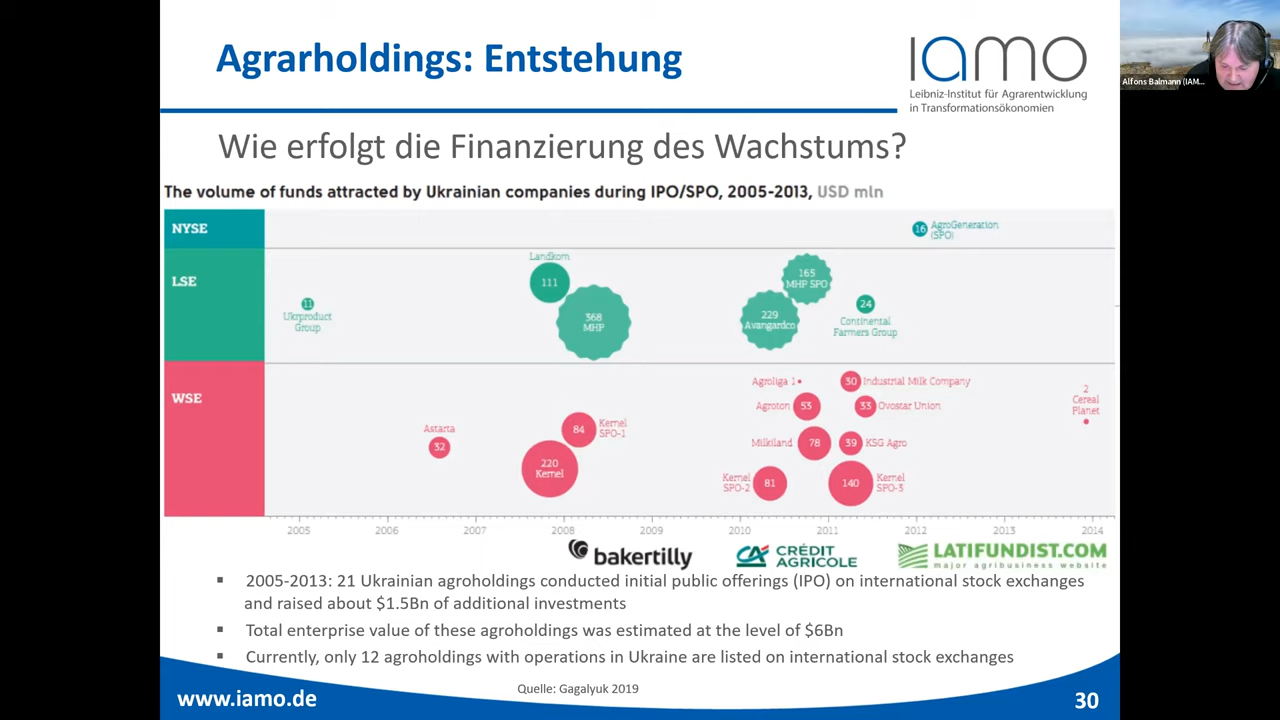 Agrarholdings: Entstehung
iamo
Leibniz-Institut für Agrarentwicklung
in Transformationsökonomien
Alfons Balmann (IAM...
Wie erfolgt die Finanzierung des Wachstums?
The volume of funds attracted by Ukrainian companies during IPO/SPO, 2005-2013, USD mln
NYSE
16
AgroGeneration
(SPO)
LSE
11
Ukrproduct
Group
Landkom
111
368
MHP
165
MHP SPO
229
Avangardco
24
Continental
Farmers Group
WSE
Astarta
32
84
Kernel
SPO-1
220
Kernel
Agroliga 1
Agroton
53
Milkiland
78
Kernel
SPO-2
81
30
Industrial Milk Company
33
Ovostar Union
39
KSG Agro
140
Kernel
SPO-3
2
Cereal
Planet
2005 2006 2007 2008 2009 2010 2011 2012 2013 2014
bakertilly
CA
CRÉDIT
AGRICOLE
LATIFUNDIST.COM
major agribusiness website
▪ 2005-2013: 21 Ukrainian agroholdings conducted initial public offerings (IPO) on international stock exchanges
and raised about $1.5Bn of additional investments
▪ Total enterprise value of these agroholdings was estimated at the level of $6Bn
▪ Currently, only 12 agroholdings with operations in Ukraine are listed on international stock exchanges
Quelle: Gagalyuk 2019
www.iamo.de
30